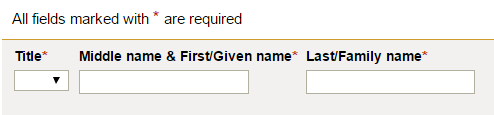 All fields marked with * are required
Title* Middle name & First/Given name* Last/Family name*